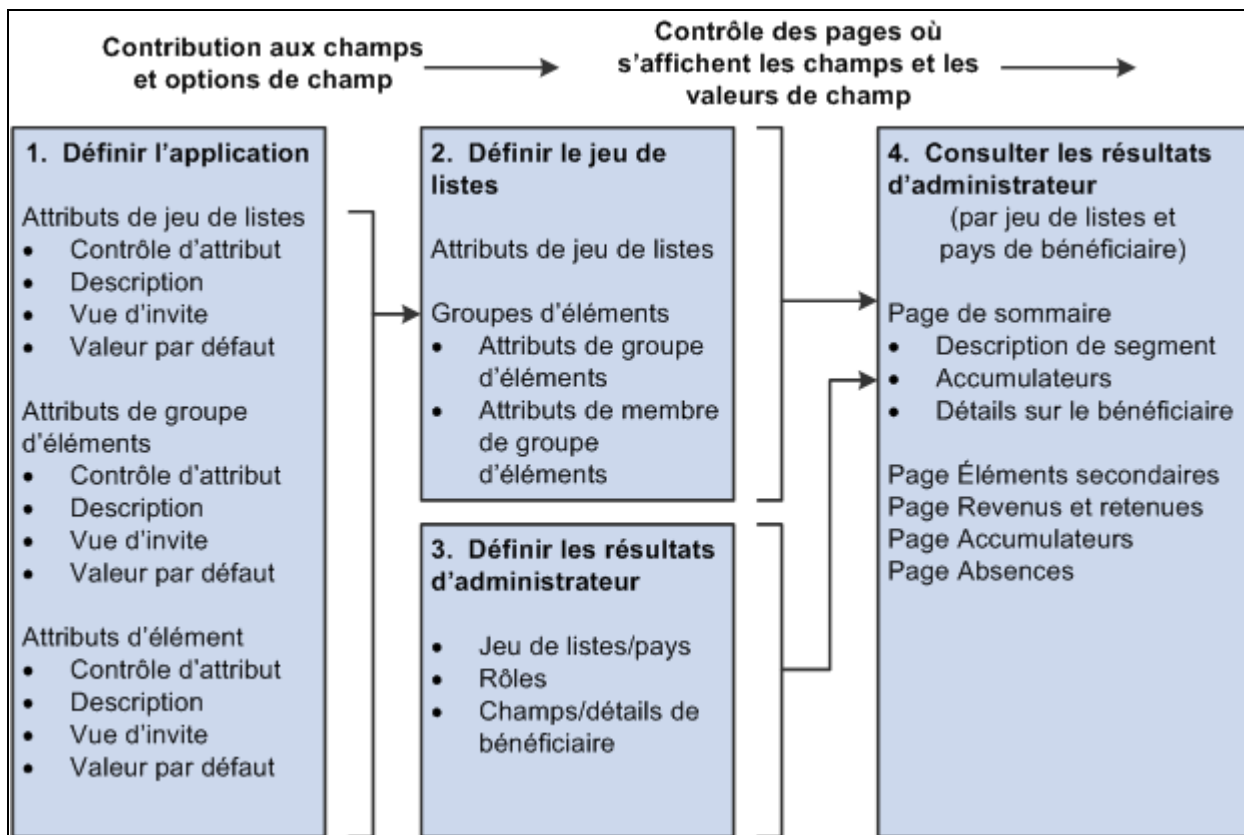 Contribution aux champs
et options de champ
Contrôle des pages où
s'affichent les champs et les
valeurs de champ
1. Définir l'application
Attributs de jeu de listes
• Contrôle d'attribut
• Description
• Vue d'invite
• Valeur par défaut
Attributs de groupe
d'éléments
• Contrôle d'attribut
• Description
• Vue d'invite
• Valeur par défaut
Attributs d'élément
• Contrôle d'attribut
• Description
• Vue d'invite
• Valeur par défaut
2. Définir le jeu de
listes
Attributs de jeu de listes
Groupes d'éléments
• Attributs de groupe
d'éléments
• Attributs de membre
de groupe
d'éléments
3. Définir les résultats
d'administrateur
• Jeu de listes/pays
• Rôles
• Champs/détails de
bénéficiaire
4. Consulter les résultats
d'administrateur
(par jeu de listes et
pays de bénéficiaire)
Page de sommaire
• Description de segment
• Accumulateurs
• Détails sur le bénéficiaire
Page Éléments secondaires
Page Revenus et retenues
Page Accumulateurs
Page Absences